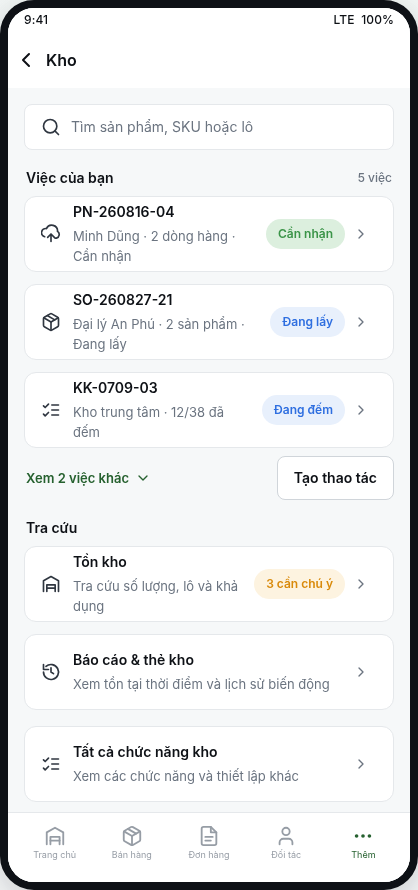 9:41
LTE 100%
Kho
Tìm sản phẩm, SKU hoặc lô
Việc của bạn
5 việc
PN-260816-04
Minh Dũng · 2 dòng hàng ·
Cần nhận
Cần nhận
SO-260827-21
Đại lý An Phú · 2 sản phẩm ·
Đang lấy
Đang lấy
KK-0709-03
Kho trung tâm · 12/38 đã
đếm
Đang đếm
Xem 2 việc khác
Tạo thao tác
Tra cứu
Tồn kho
Tra cứu số lượng, lô và khả
dụng
3 cần chú ý
Báo cáo & thẻ kho
Xem tồn tại thời điểm và lịch sử biến động
Tất cả chức năng kho
Xem các chức năng và thiết lập khác
Trang chủ
Bán hàng
Đơn hàng
Đối tác
Thêm